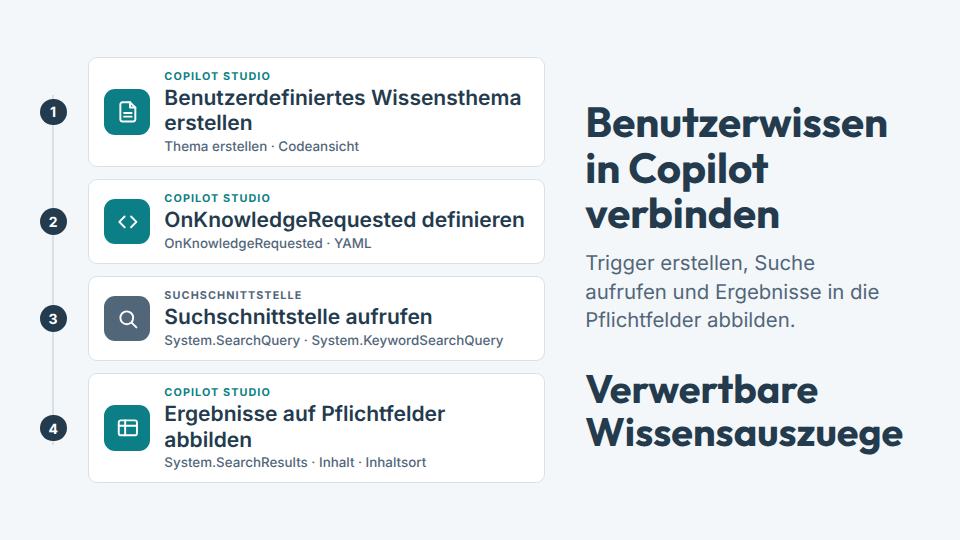 1
COPILOT STUDIO
Benutzerdefiniertes Wissensthema
erstellen
Thema erstellen · Codeansicht
2
COPILOT STUDIO
OnKnowledgeRequested definieren
OnKnowledgeRequested · YAML
3
SUCHSCHNITTSTELLE
Suchschnittstelle aufrufen
System.SearchQuery · System.KeywordSearchQuery
4
COPILOT STUDIO
Ergebnisse auf Pflichtfelder
abbilden
System.SearchResults · Inhalt · Inhaltsort
Benutzerwissen
in Copilot
verbinden
Trigger erstellen, Suche
aufrufen und Ergebnisse in die
Pflichtfelder abbilden.
Verwertbare
Wissensauszuege